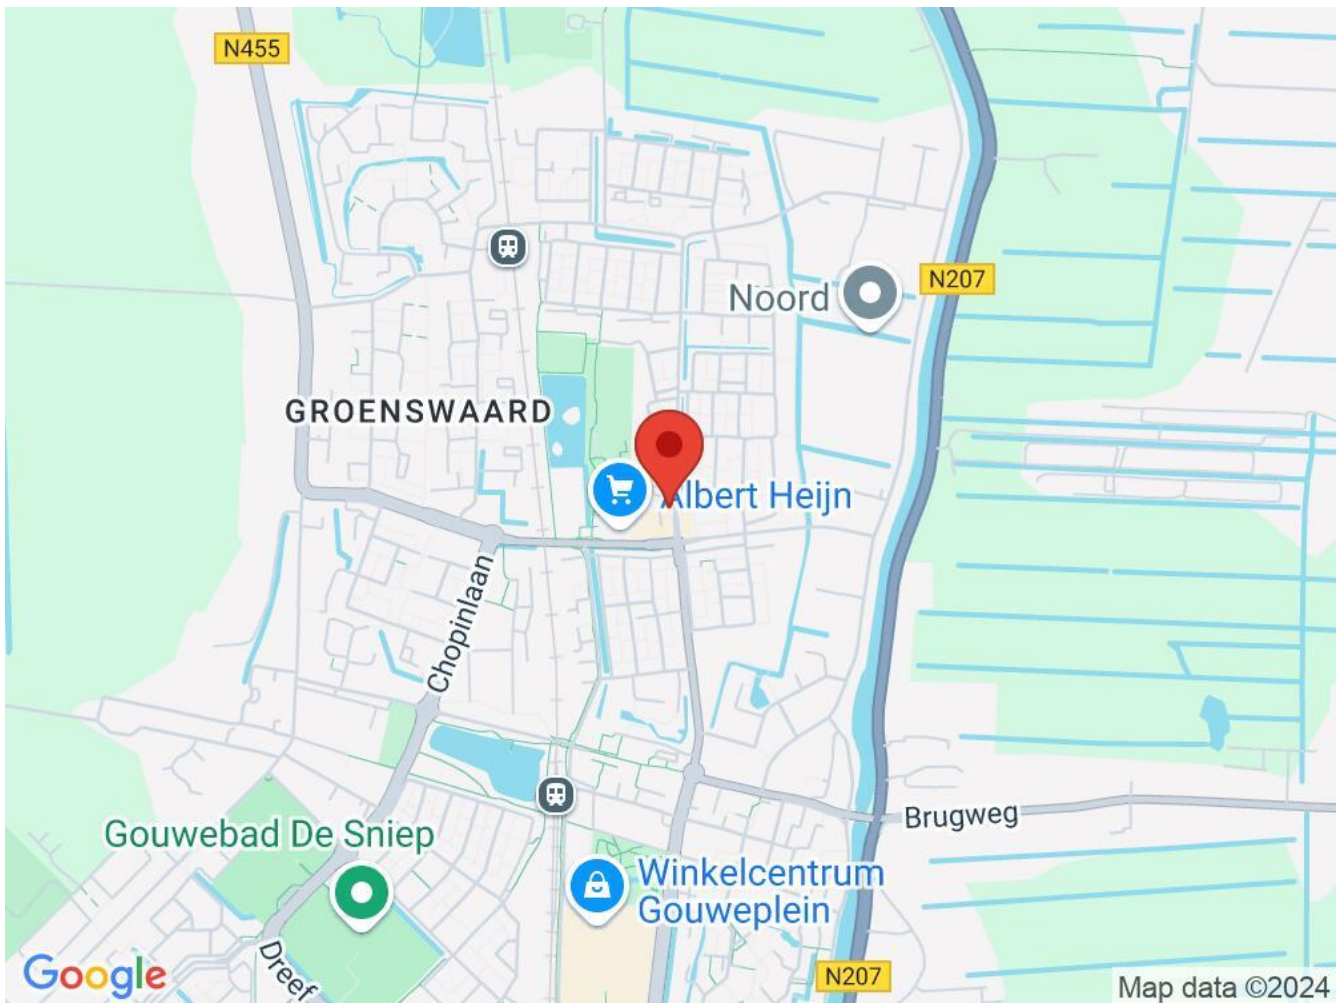 N455
N207
Noord
GROENSWAARD
Albert Heijn
Chopinlaan
Brugweg
Gouwebad De Sniep
Winkelcentrum
Gouweplein
Dreef
N207
Google
Map data ©2024